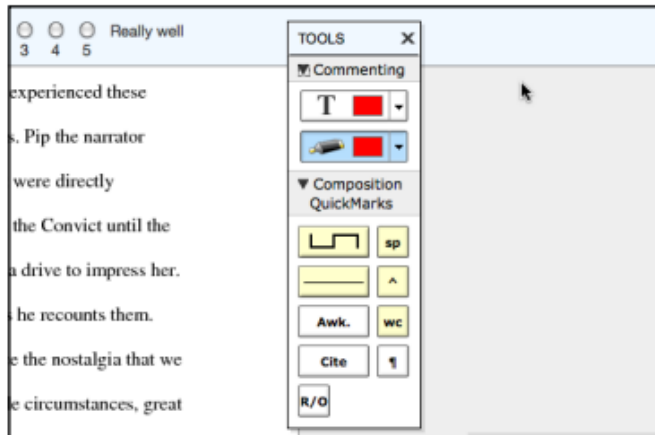 Really well
3 4 5
experienced these
s. Pip the narrator
were directly
the Convict until the
a drive to impress her.
s he recounts them.
e the nostalgia that we
e circumstances, great
TOOLS X
Commenting
T
Composition
QuickMarks
sp
^
Awk. wc
Cite ¶
R/O